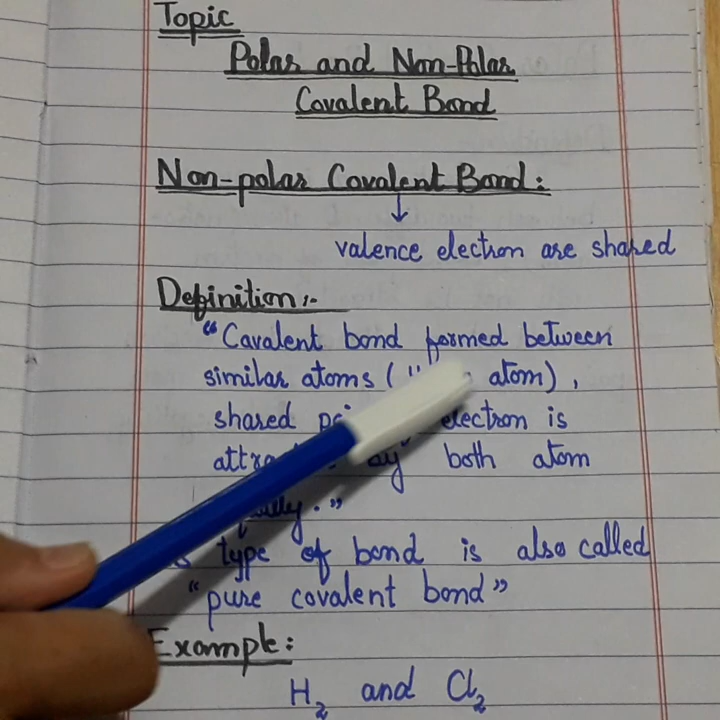 Topic
Polar and Non-Polar
Covalent Bond
Non-polar Covalent Bond:
valence electron are shared
Definition:-
"Cavalent bond formed between
similar atoms ( atom),
shared electron is
by both atom
."
type of bond is also called
"pure covalent bond"
Example:
H₂ and Cl₂